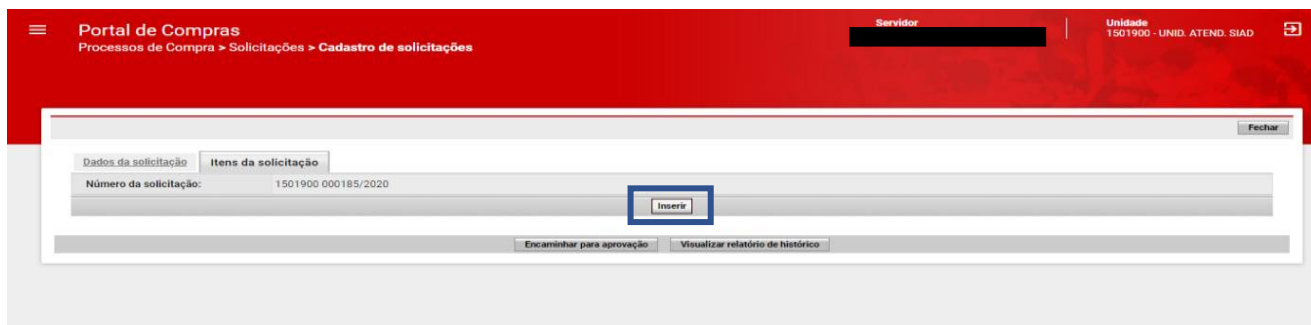 Portal de Compras
Processos de Compra > Solicitações > Cadastro de solicitações
Servidor
Unidade
1501900 - UNID. ATEND. SIAD
Fechar
Dados da solicitação Itens da solicitação
Número da solicitação: 1501900 000185/2020
Inserir
Encaminhar para aprovação Visualizar relatório de histórico